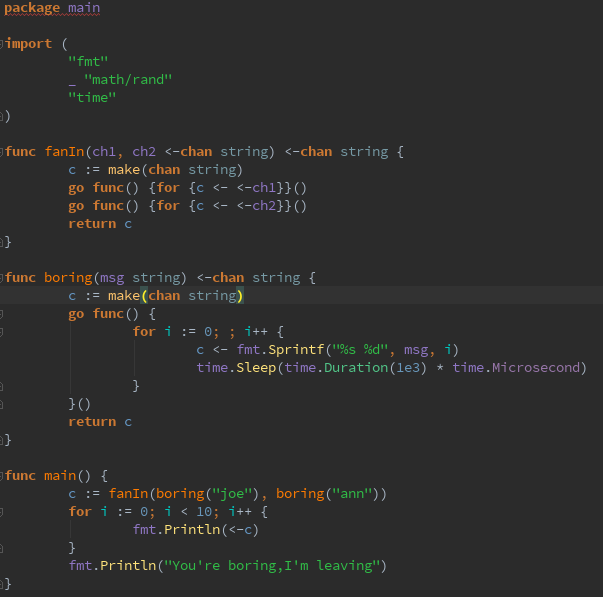 package main
import (
"fmt"
_ "math/rand"
"time"
)
func fanIn(ch1, ch2 <-chan string) <-chan string {
c := make(chan string)
go func() {for {c <- <-ch1}}()
go func() {for {c <- <-ch2}}()
return c
}
func boring(msg string) <-chan string {
c := make(chan string)
go func() {
for i := 0; ; i++ {
c <- fmt.Sprintf("%s %d", msg, i)
time.Sleep(time.Duration(1e3) * time.Microsecond)
}
}()
return c
}
func main() {
c := fanIn(boring("joe"), boring("ann"))
for i := 0; i < 10; i++ {
fmt.Println(<-c)
}
fmt.Println("You're boring,I'm leaving")
}